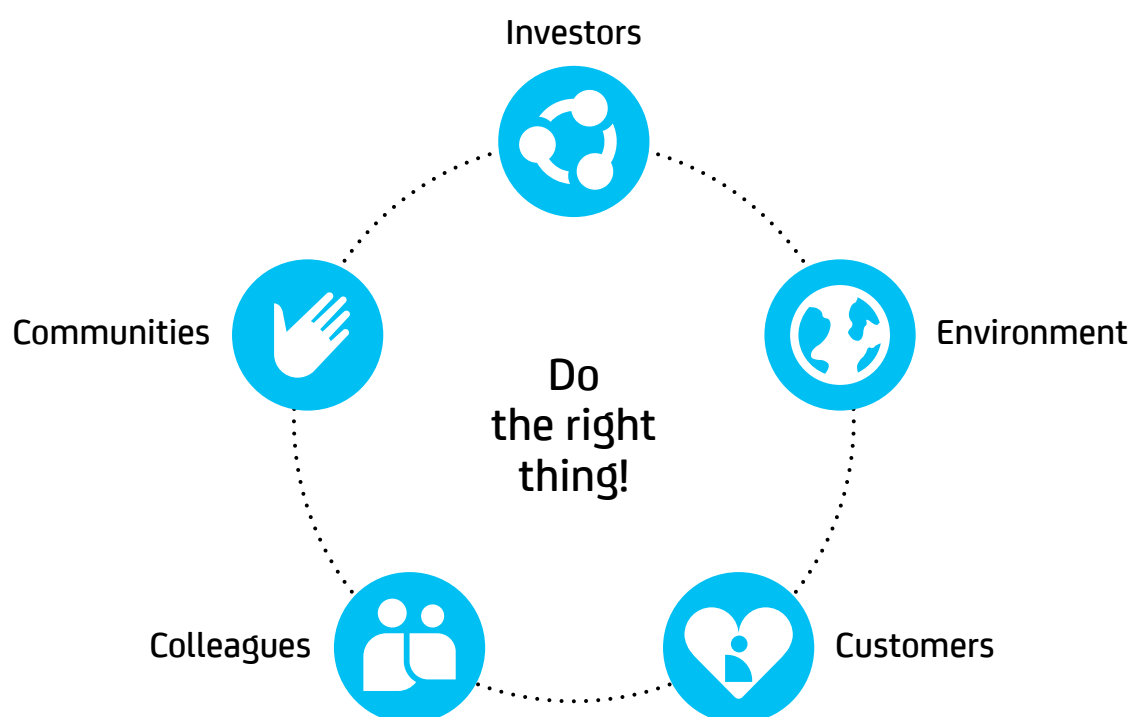 Investors
Communities
Environment
Do
the right
thing!
Colleagues
Customers